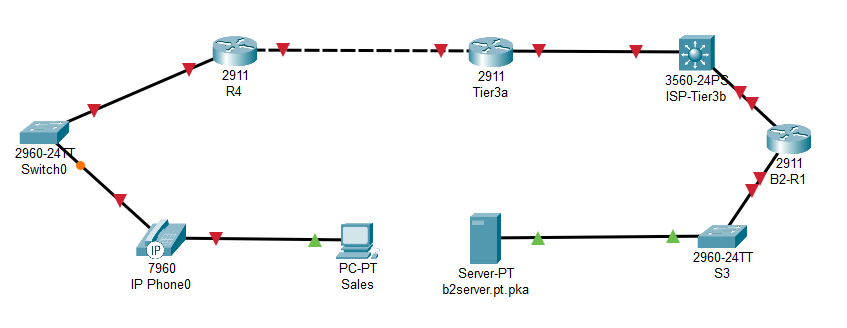 2911
R4
2911
Tier3a
3560-24PS
ISP-Tier3b
2960-24TT
Switch0
2911
B2-R1
IP
7960
IP Phone0
PC-PT
Sales
Server-PT
b2server.pt.pka
2960-24TT
S3